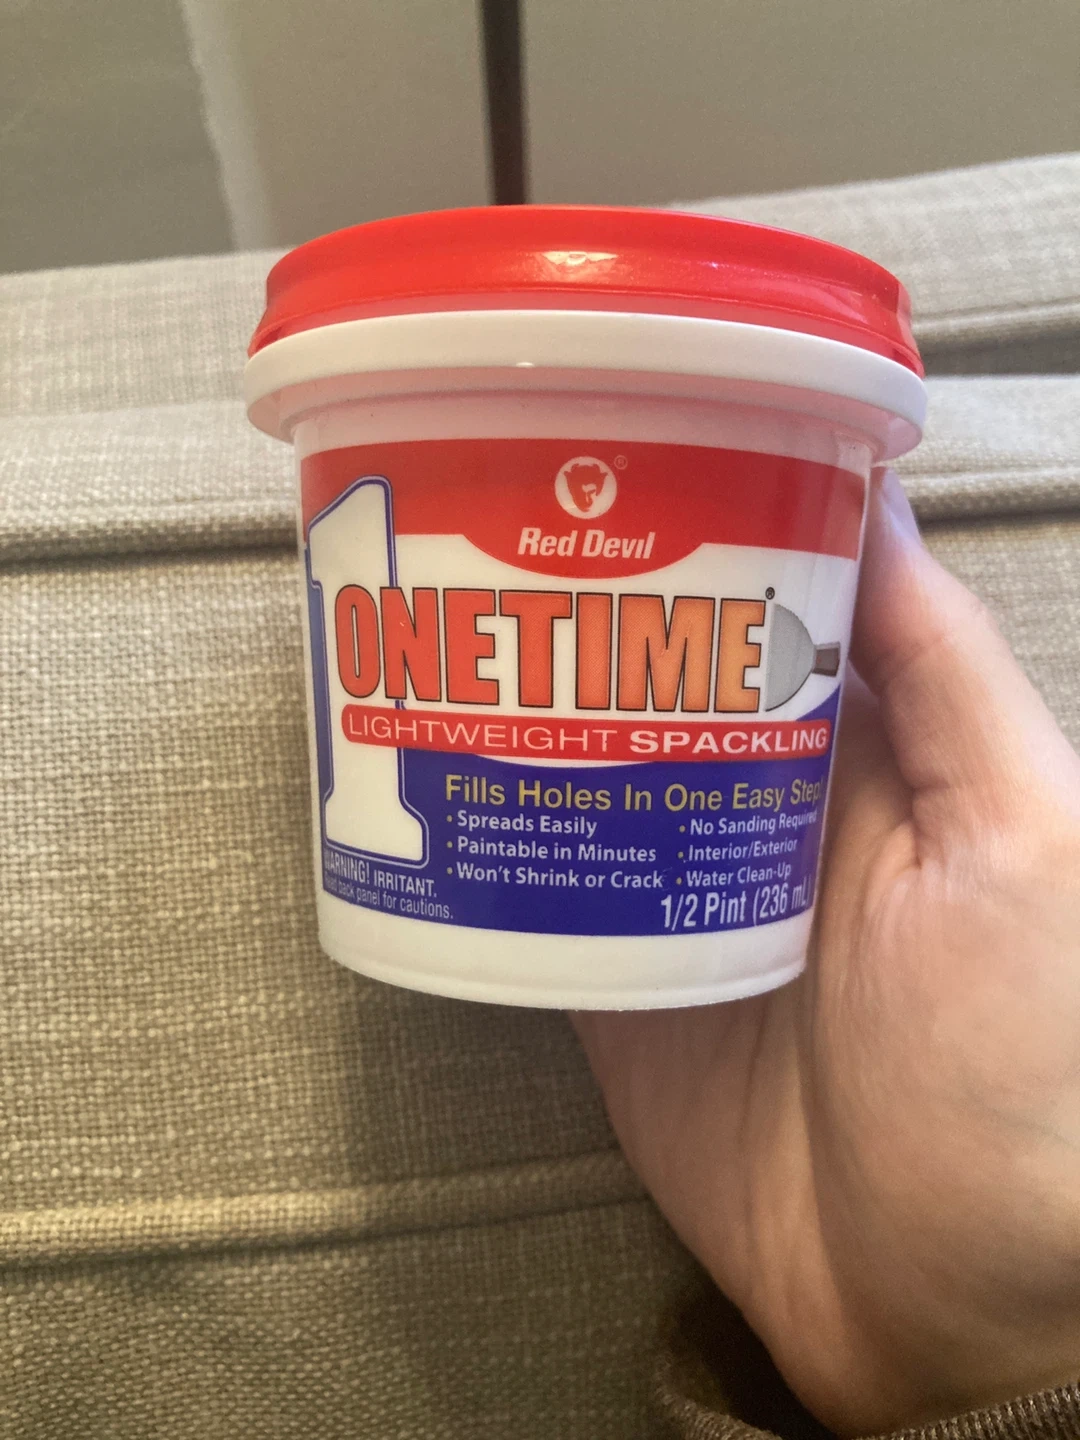 Red Devil®
1
ONETIME®
LIGHTWEIGHT SPACKLING
Fills Holes In One Easy Step!
• Spreads Easily
• Paintable in Minutes
• Won't Shrink or Crack
• No Sanding Required
• Interior/Exterior
• Water Clean-Up
WARNING! IRRITANT.
back panel for cautions.
1/2 Pint (236 mL)